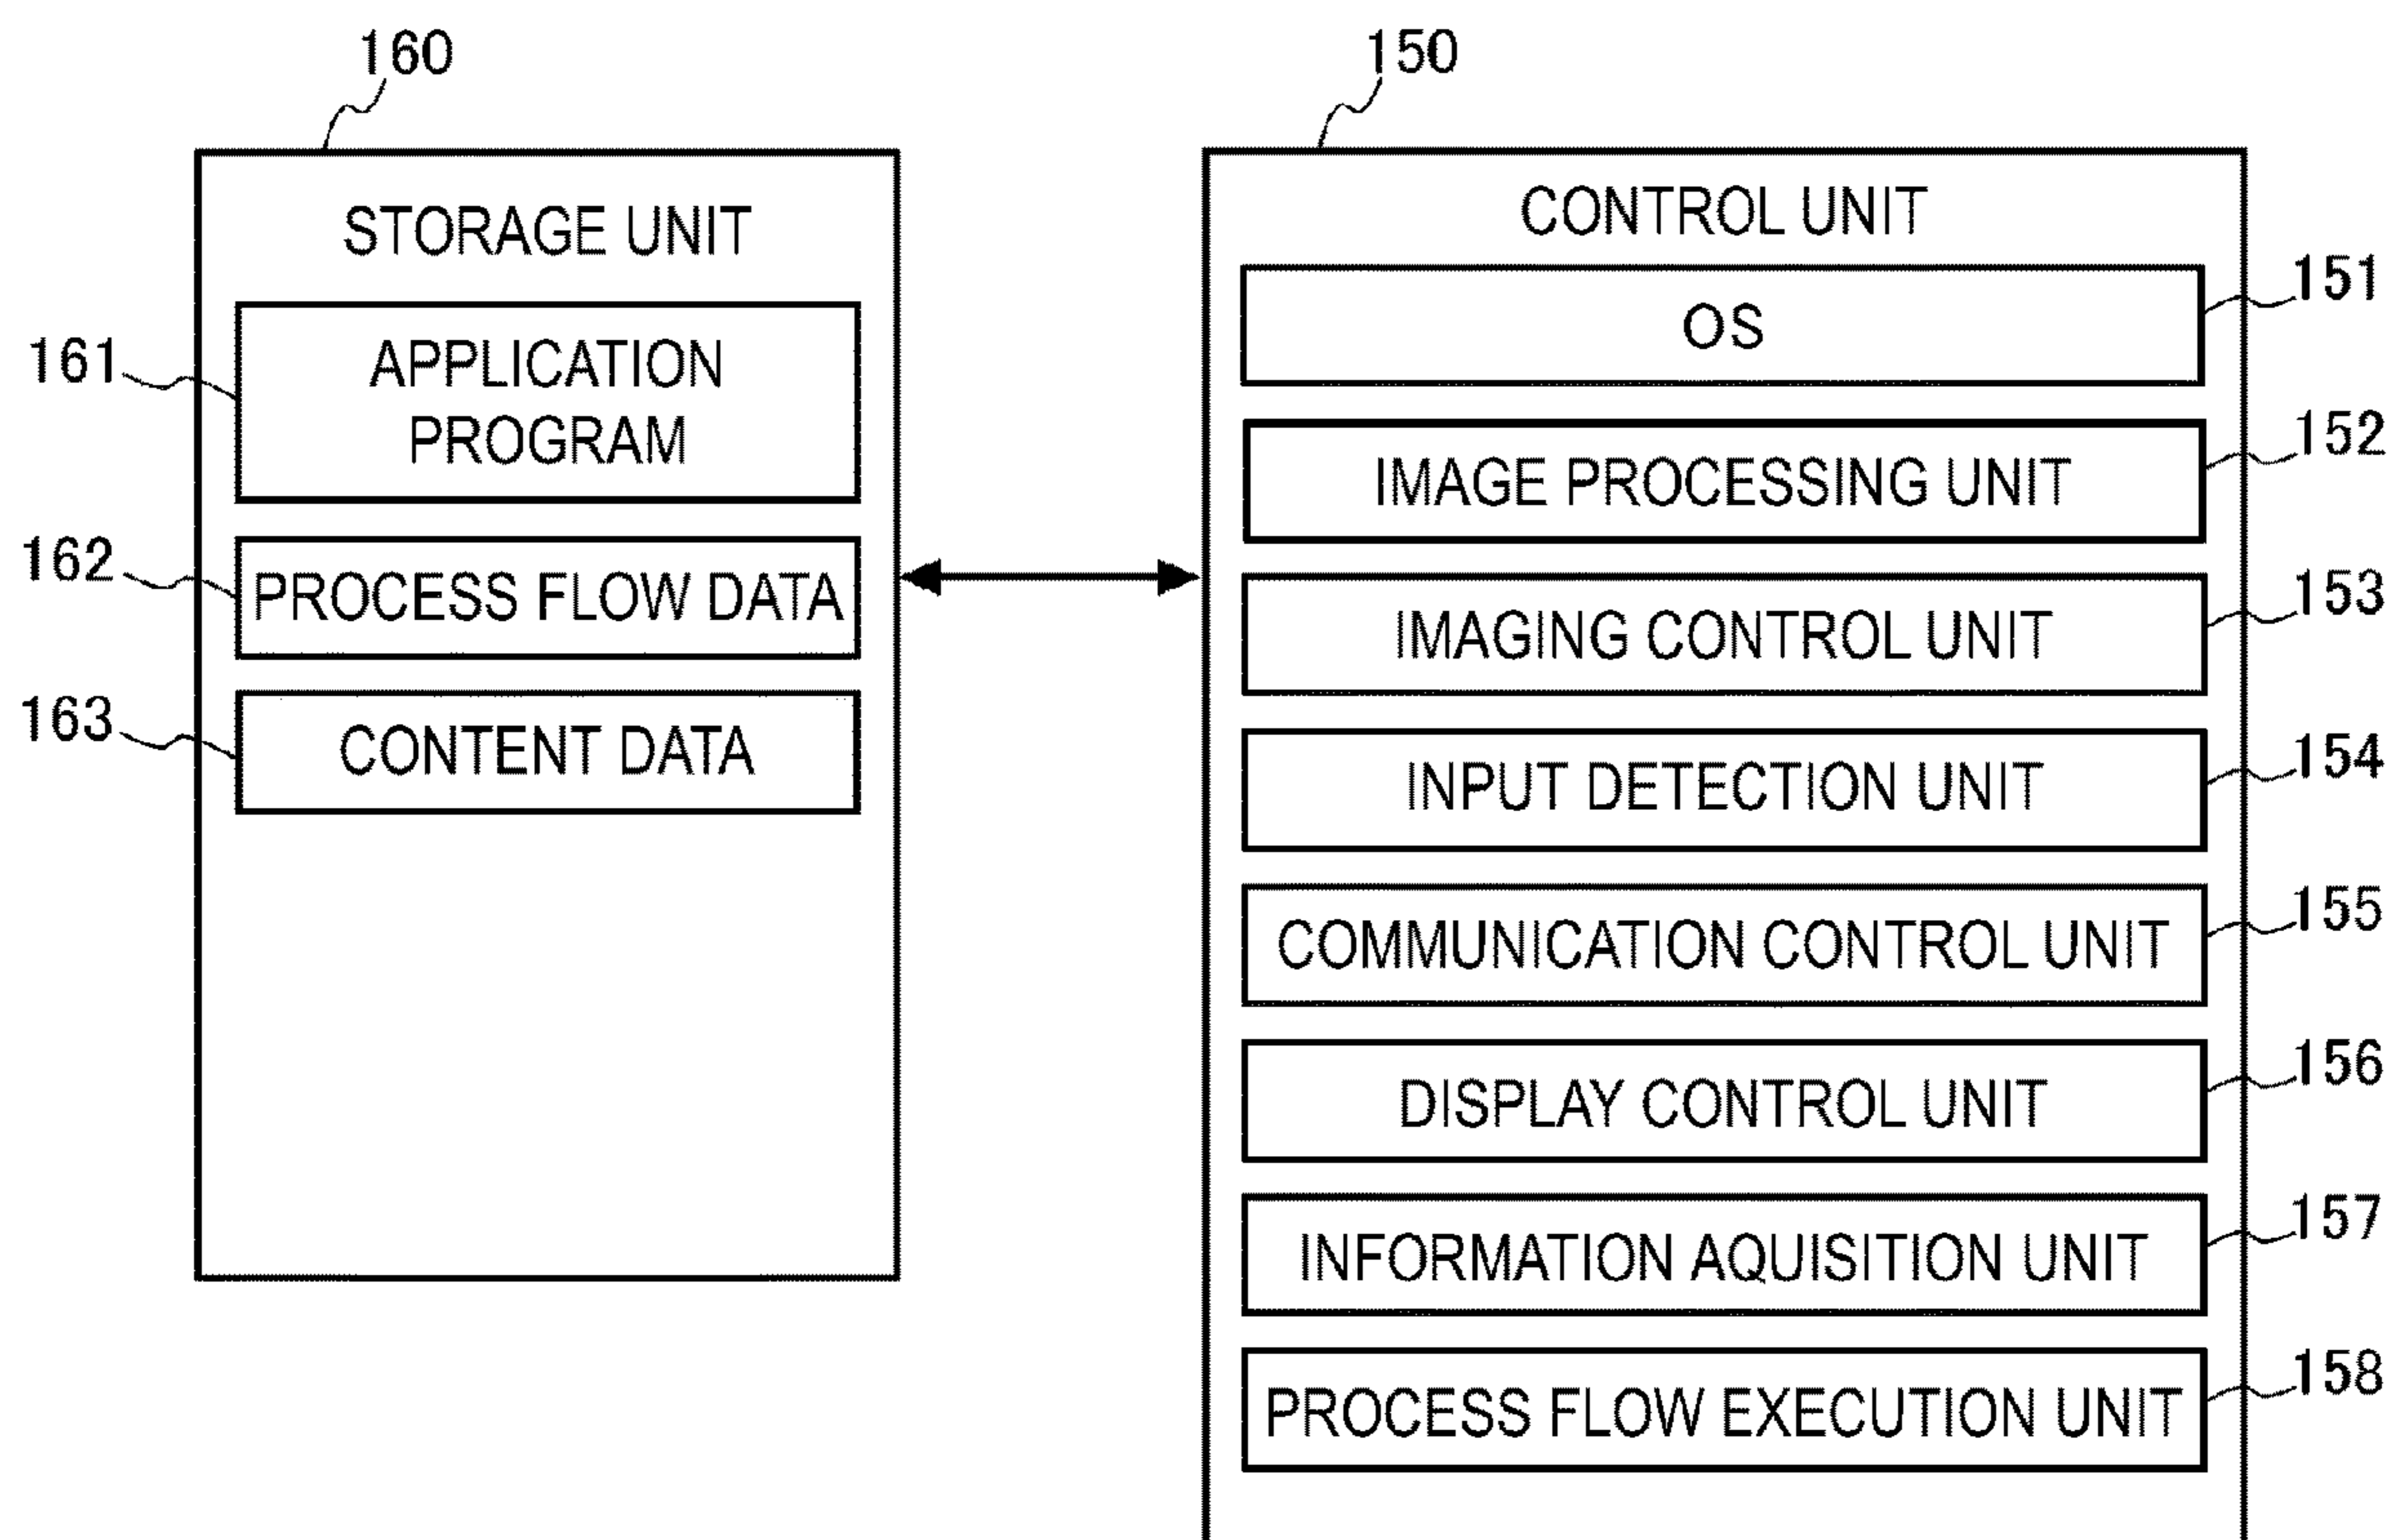 160
STORAGE UNIT
161
APPLICATION
PROGRAM
162
PROCESS FLOW DATA
163
CONTENT DATA
150
CONTROL UNIT
OS
151
IMAGE PROCESSING UNIT
152
IMAGING CONTROL UNIT
153
INPUT DETECTION UNIT
154
COMMUNICATION CONTROL UNIT
155
DISPLAY CONTROL UNIT
156
INFORMATION AQUISITION UNIT
157
PROCESS FLOW EXECUTION UNIT
158